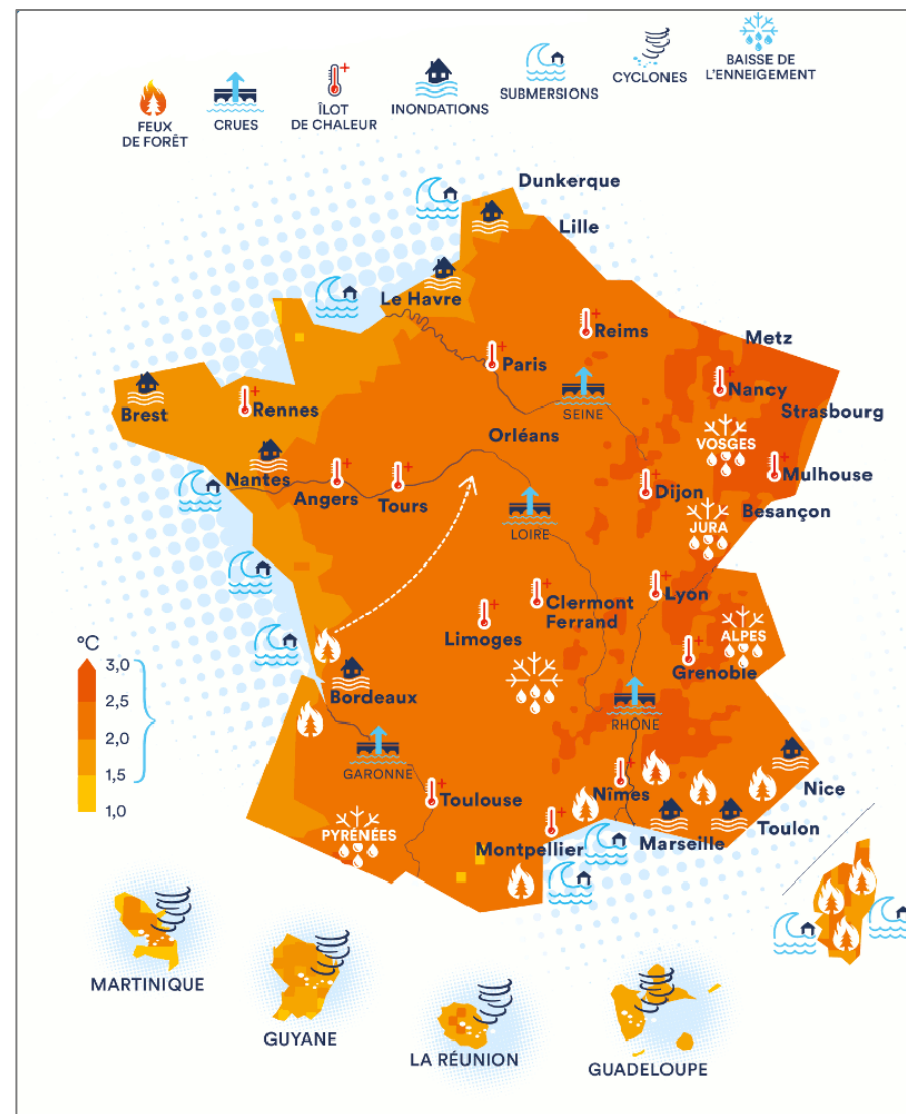 FEUX
DE FORÊT
CRUES
ÎLOT
DE CHALEUR
INONDATIONS
SUBMERSIONS
CYCLONES
BAISSE DE
L'ENNEIGEMENT
Dunkerque
Lille
Le Havre
Reims
Metz
Paris
Nancy
Strasbourg
Brest
Rennes
SEINE
Orléans
VOSGES
Nantes
Angers
Tours
Dijon
Mulhouse
Besançon
LOIRE
JURA
Clermont
Ferrand
Lyon
Limoges
ALPES
Grenoble
°C
3,0
2,5
2,0
1,5
1,0
Bordeaux
RHÔNE
GARONNE
Toulouse
Nîmes
Nice
PYRÉNÉES
Montpellier
Marseille
Toulon
MARTINIQUE
GUYANE
LA RÉUNION
GUADELOUPE